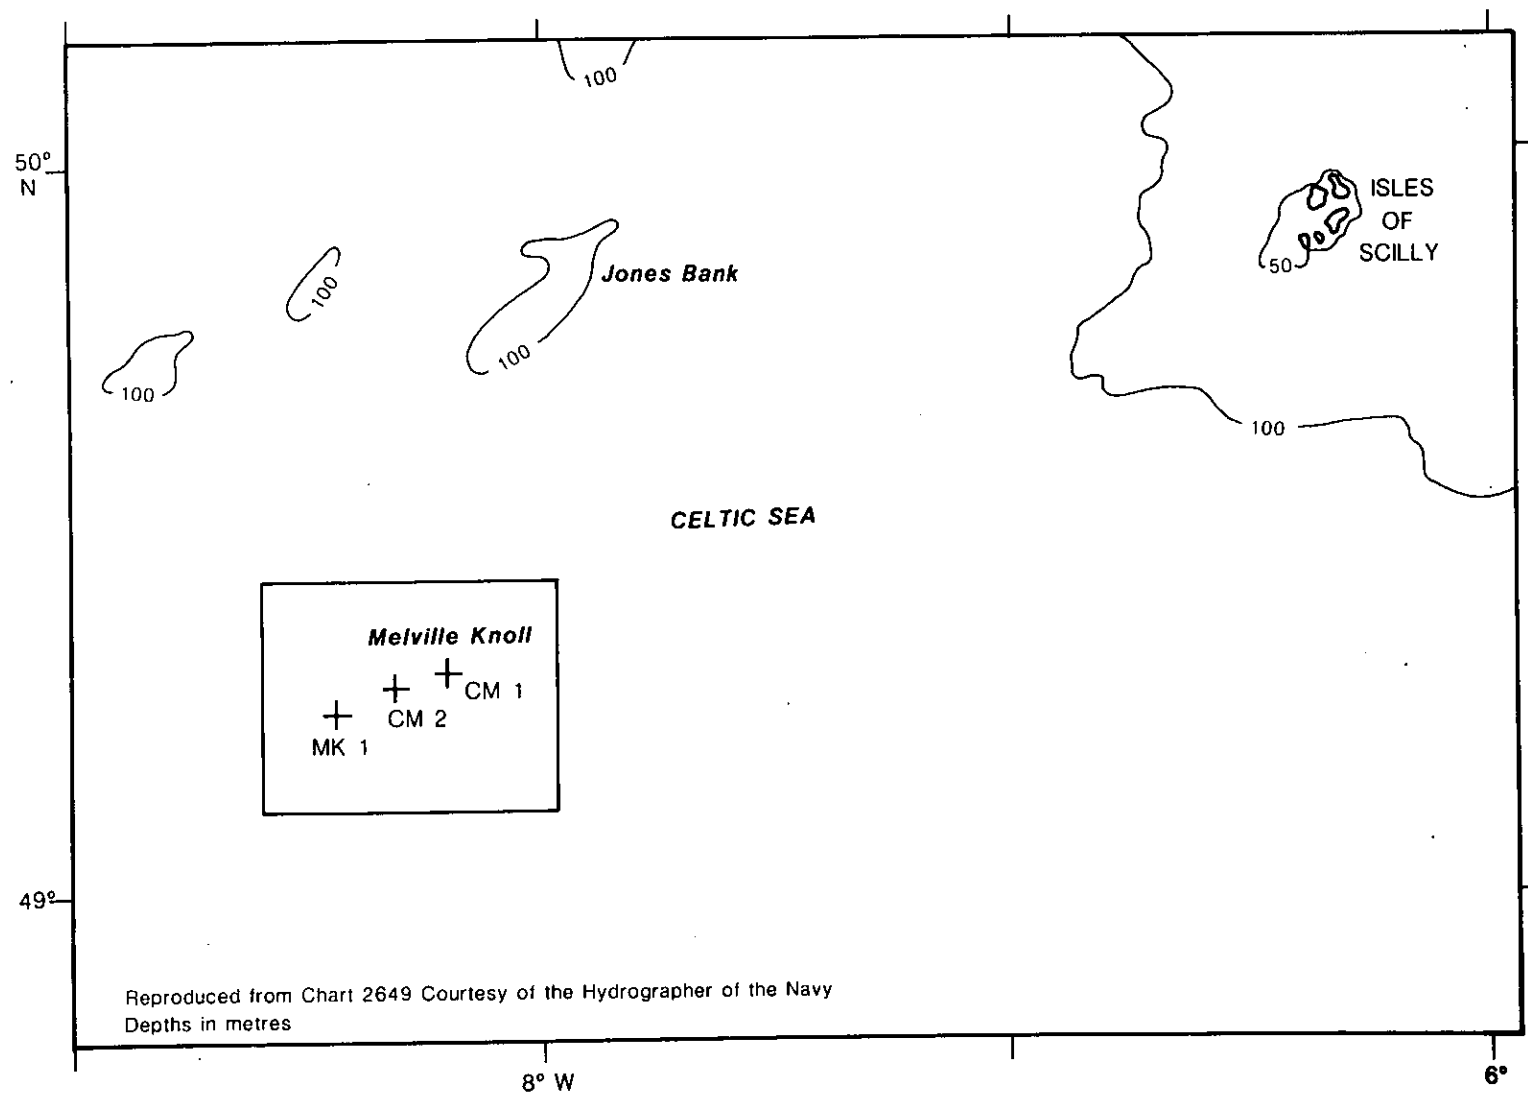 100
50°
N
ISLES
OF
SCILLY
50
Jones Bank
100
100
100
100
CELTIC SEA
Melville Knoll
CM 1
CM 2
MK 1
49°
Reproduced from Chart 2649 Courtesy of the Hydrographer of the Navy
Depths in metres
8° W
6°